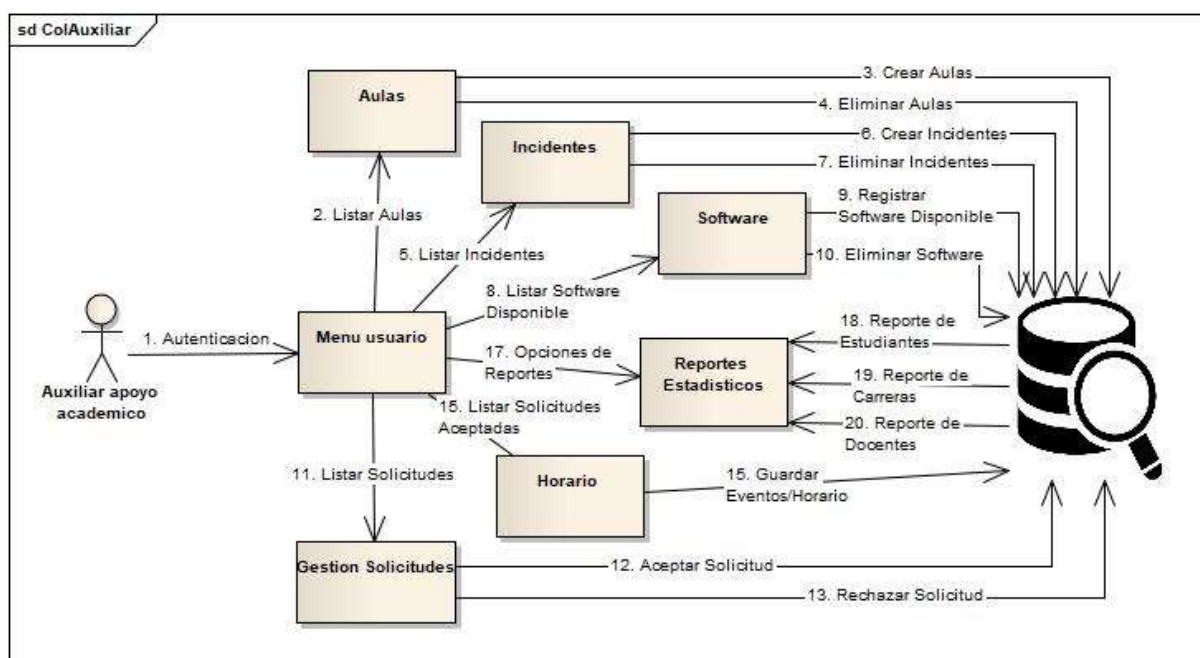 sd ColAuxiliar
Aulas
3. Crear Aulas
4. Eliminar Aulas
Incidentes
6. Crear Incidentes
7. Eliminar Incidentes
2. Listar Aulas
Software
9. Registrar
Software Disponible
5. Listar Incidentes
10. Eliminar Software
8. Listar Software
Disponible
1. Autenticacion
Menu usuario
Auxiliar apoyo
academico
17. Opciones de
Reportes
Reportes
Estadisticos
18. Reporte de
Estudiantes
19. Reporte de
Carreras
20. Reporte de
Docentes
15. Listar Solicitudes
Aceptadas
11. Listar Solicitudes
Horario
15. Guardar
Eventos/Horario
Gestion Solicitudes
12. Aceptar Solicitud
13. Rechazar Solicitud